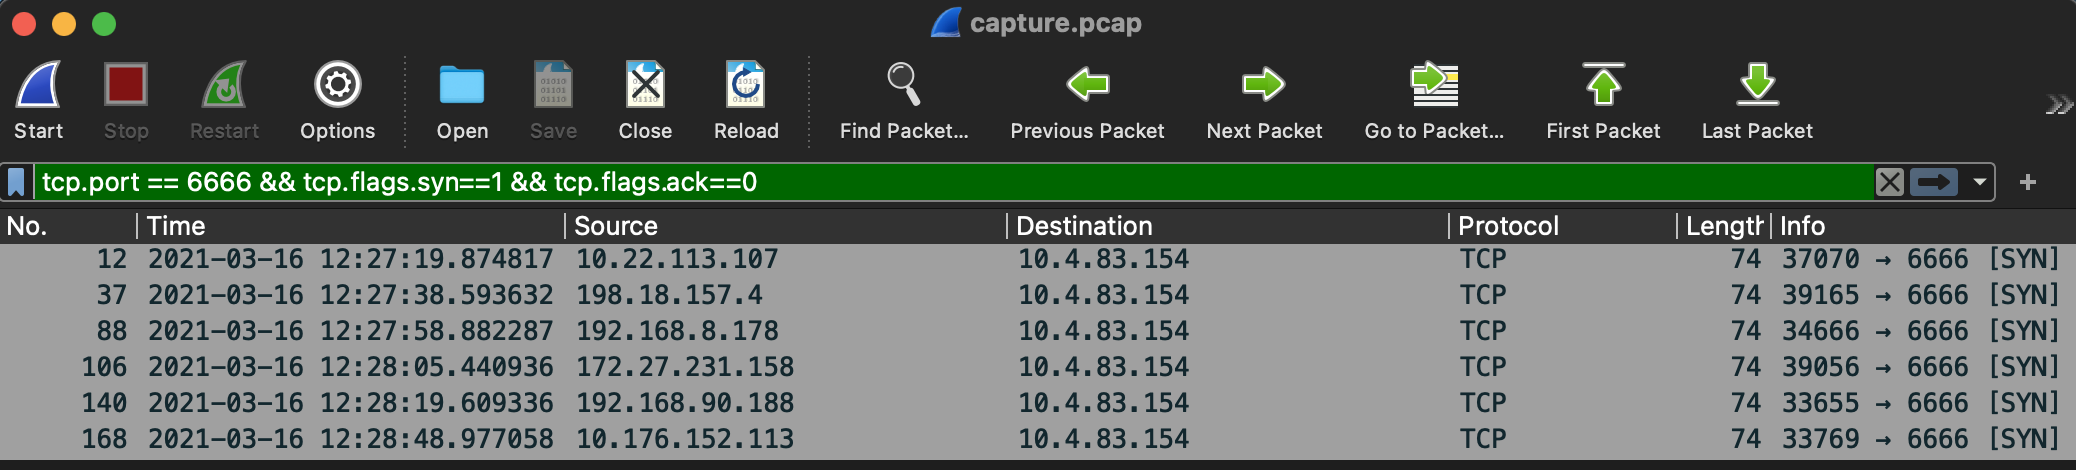 capture.pcap
Start Stop Restart Options Open Save Close Reload Find Packet... Previous Packet Next Packet Go to Packet... First Packet Last Packet
tcp.port == 6666 && tcp.flags.syn==1 && tcp.flags.ack==0
No. Time Source Destination Protocol Length Info
12 2021-03-16 12:27:19.874817 10.22.113.107 10.4.83.154 TCP 74 37070 → 6666 [SYN]
37 2021-03-16 12:27:38.593632 198.18.157.4 10.4.83.154 TCP 74 39165 → 6666 [SYN]
88 2021-03-16 12:27:58.882287 192.168.8.178 10.4.83.154 TCP 74 34666 → 6666 [SYN]
106 2021-03-16 12:28:05.440936 172.27.231.158 10.4.83.154 TCP 74 39056 → 6666 [SYN]
140 2021-03-16 12:28:19.609336 192.168.90.188 10.4.83.154 TCP 74 33655 → 6666 [SYN]
168 2021-03-16 12:28:48.977058 10.176.152.113 10.4.83.154 TCP 74 33769 → 6666 [SYN]